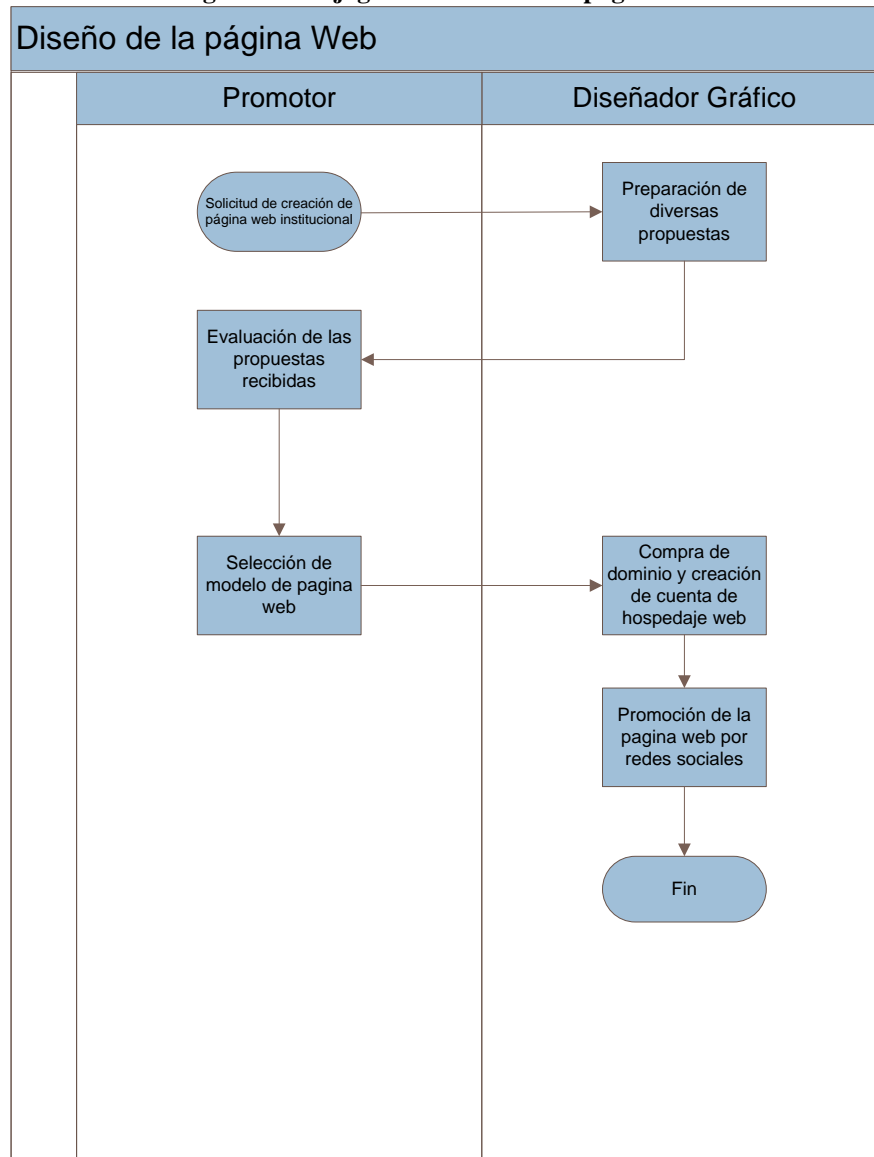 Diseño de la página Web
Promotor
Diseñador Gráfico
Solicitud de creación de
página web institucional
Preparación de
diversas
propuestas
Evaluación de las
propuestas
recibidas
Selección de
modelo de pagina
web
Compra de
dominio y creación
de cuenta de
hospedaje web
Promoción de la
pagina web por
redes sociales
Fin